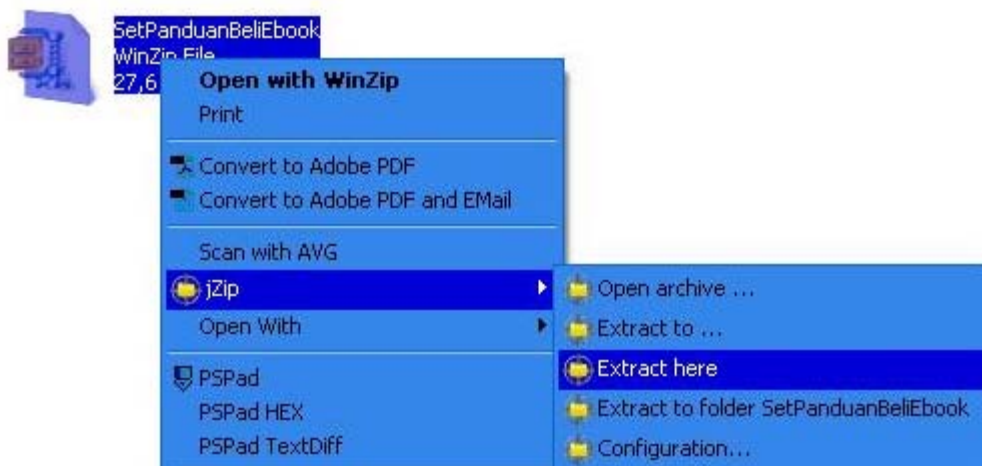 SetPanduanBeliEbook
WinZip File
27,6
Open with WinZip
Print
Convert to Adobe PDF
Convert to Adobe PDF and EMail
Scan with AVG
jZip
Open With
PSPad
PSPad HEX
PSPad TextDiff
Open archive ...
Extract to ...
Extract here
Extract to folder SetPanduanBeliEbook
Configuration...